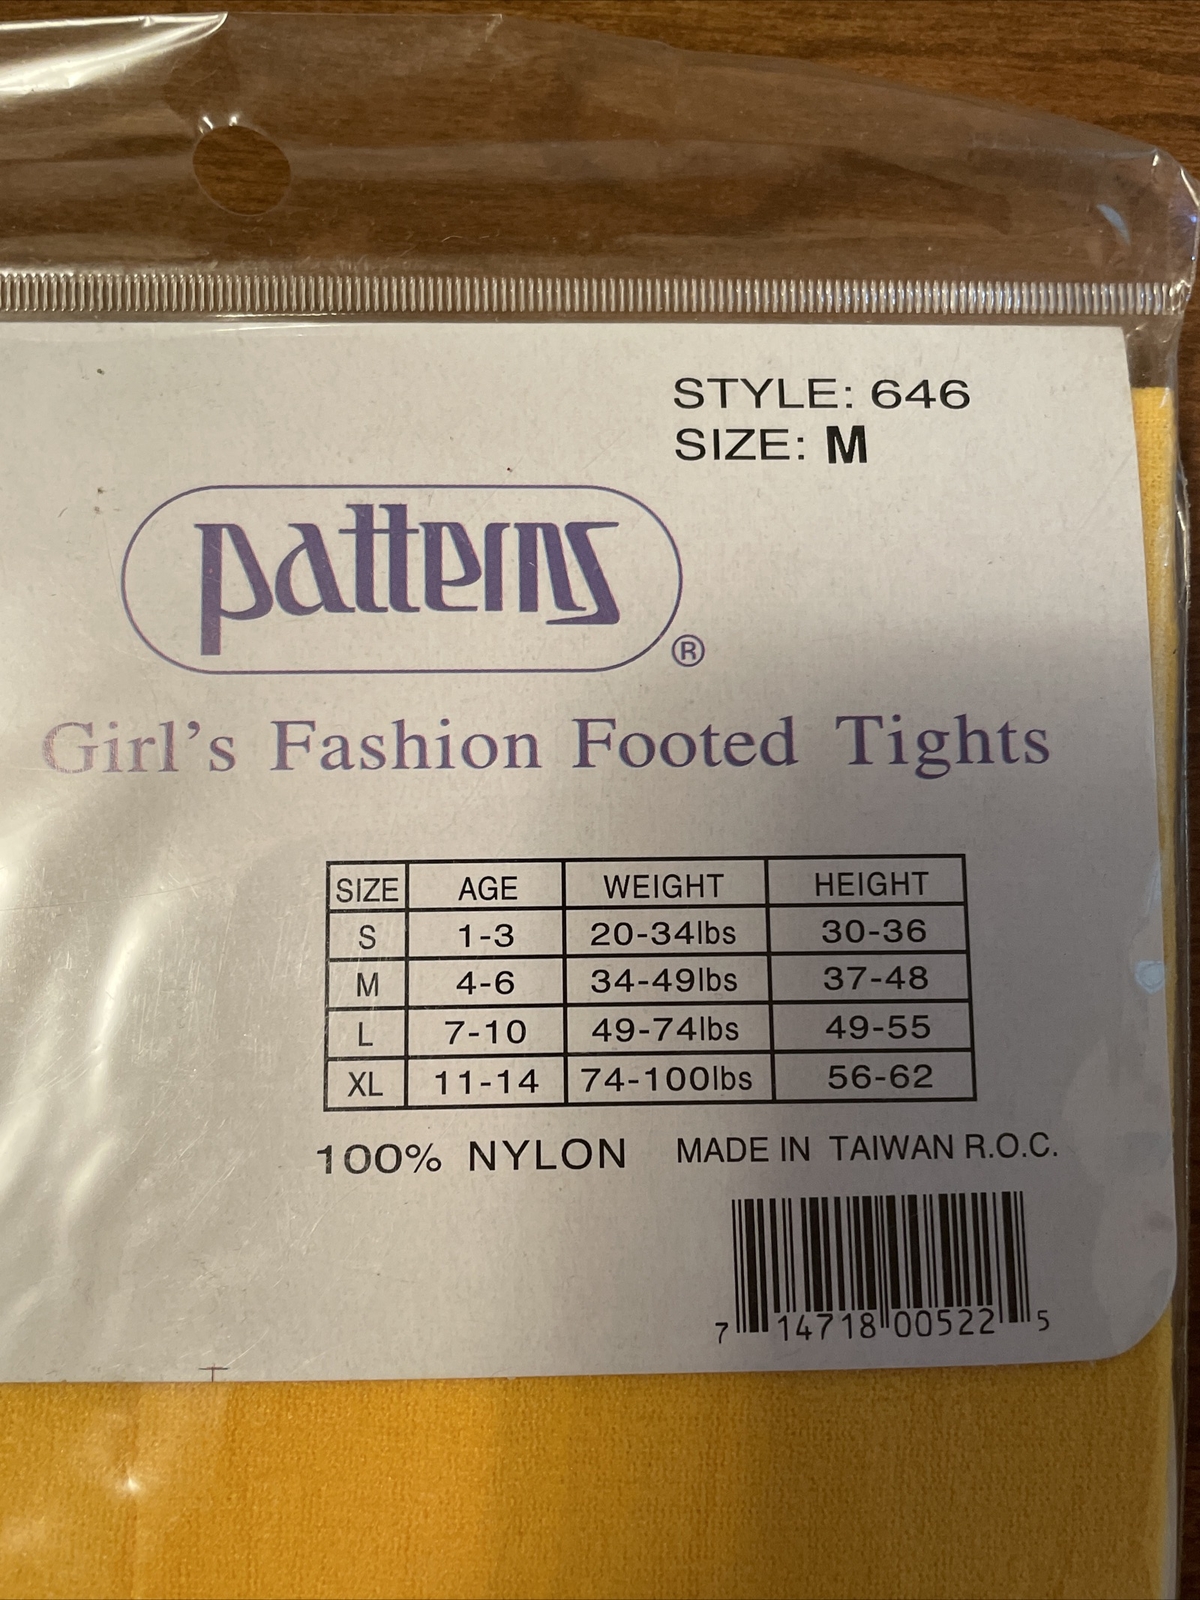 STYLE: 646
SIZE: M
patterns
®
Girl's Fashion Footed Tights
SIZE AGE WEIGHT HEIGHT
S 1-3 20-34lbs 30-36
M 4-6 34-49lbs 37-48
L 7-10 49-74lbs 49-55
XL 11-14 74-100lbs 56-62
100% NYLON MADE IN TAIWAN R.O.C.
7 14718 00522 5